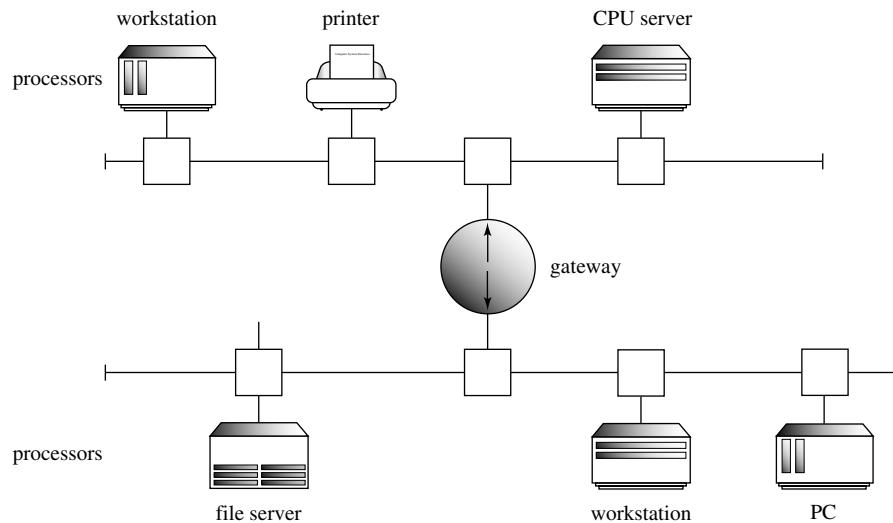 workstation
printer
CPU server
processors
gateway
processors
file server
workstation
PC